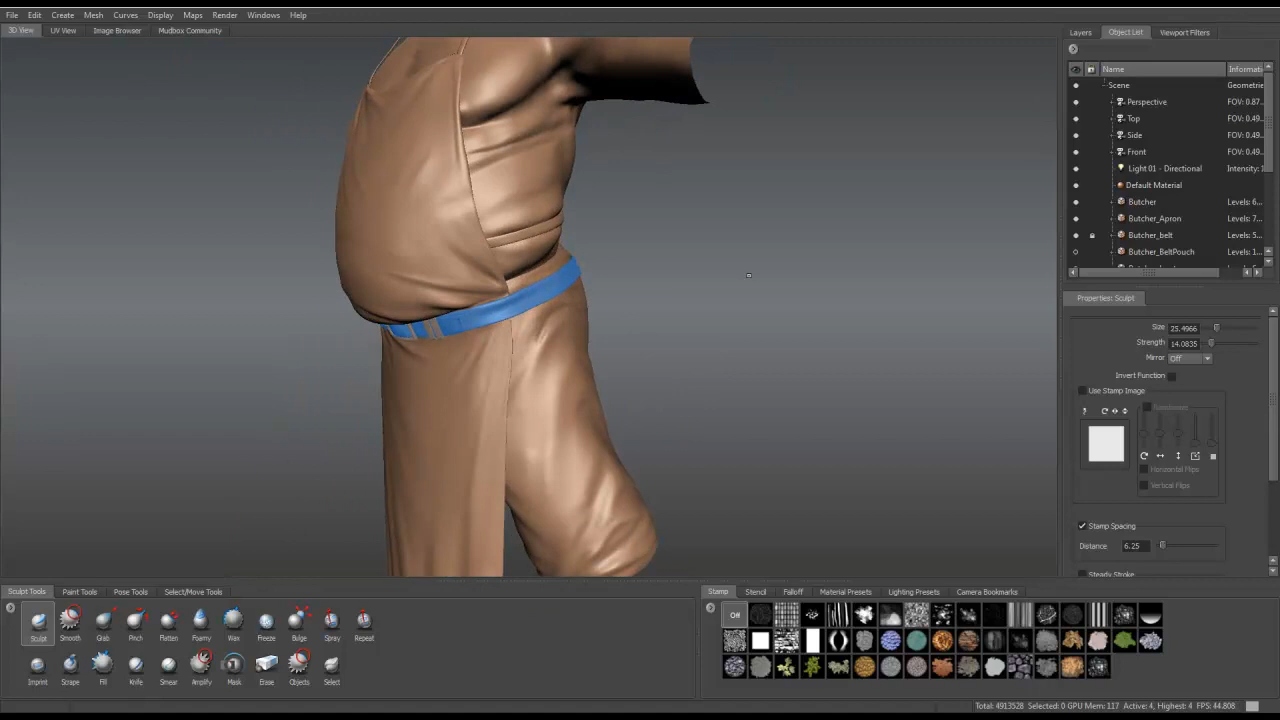 File Edit Create Mesh Curves Display Maps Render Windows Help
3D View UV View Image Browser Mudbox Community
Layers Object List Viewport Filters
Name Informati
Scene Geometrie
Perspective FOV: 0.87...
Top FOV: 0.49...
Side FOV: 0.49...
Front FOV: 0.49...
Light 01 - Directional Intensity: 1
Default Material
Butcher Levels: 6...
Butcher_Apron Levels: 7...
Butcher_belt Levels: 5...
Butcher_BeltPouch Levels: 1...
Properties: Sculpt
Size 25.4966
Strength 14.0835
Mirror Off
Invert Function
Use Stamp Image
Randomize
Horizontal Flips
Vertical Flips
Stamp Spacing
Distance 6.25
Steady Stroke
Sculpt Tools Paint Tools Pose Tools Select/Move Tools
Sculpt Smooth Grab Pinch Flatten Foamy Wax Freeze Bulge Spray Repeat
Imprint Scrape Fill Knife Smear Amplify Mask Erase Objects Select
Stamp Stencil Falloff Material Presets Lighting Presets Camera Bookmarks
Off
Total: 4913528 Selected: 0 GPU Mem: 117 Active: 4, Highest: 4 FPS: 44.808